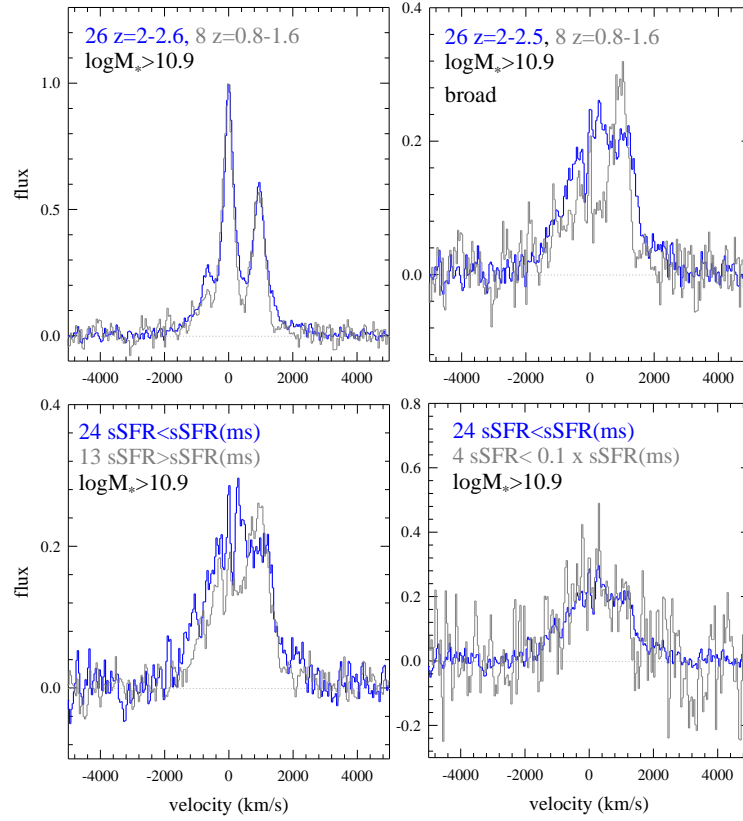 26 z=2-2.6, 8 z=0.8-1.6
logM*>10.9
flux
1.0
0.5
0.0
-4000 -2000 0 2000 4000
26 z=2-2.5, 8 z=0.8-1.6
logM*>10.9
broad
0.4
0.2
0.0
-4000 -2000 0 2000 4000
24 sSFR<sSFR(ms)
13 sSFR>sSFR(ms)
logM*>10.9
flux
0.4
0.2
0.0
-4000 -2000 0 2000 4000
velocity (km/s)
24 sSFR<sSFR(ms)
4 sSFR< 0.1 x sSFR(ms)
logM*>10.9
0.8
0.6
0.4
0.2
0.0
-0.2
-4000 -2000 0 2000 4000
velocity (km/s)